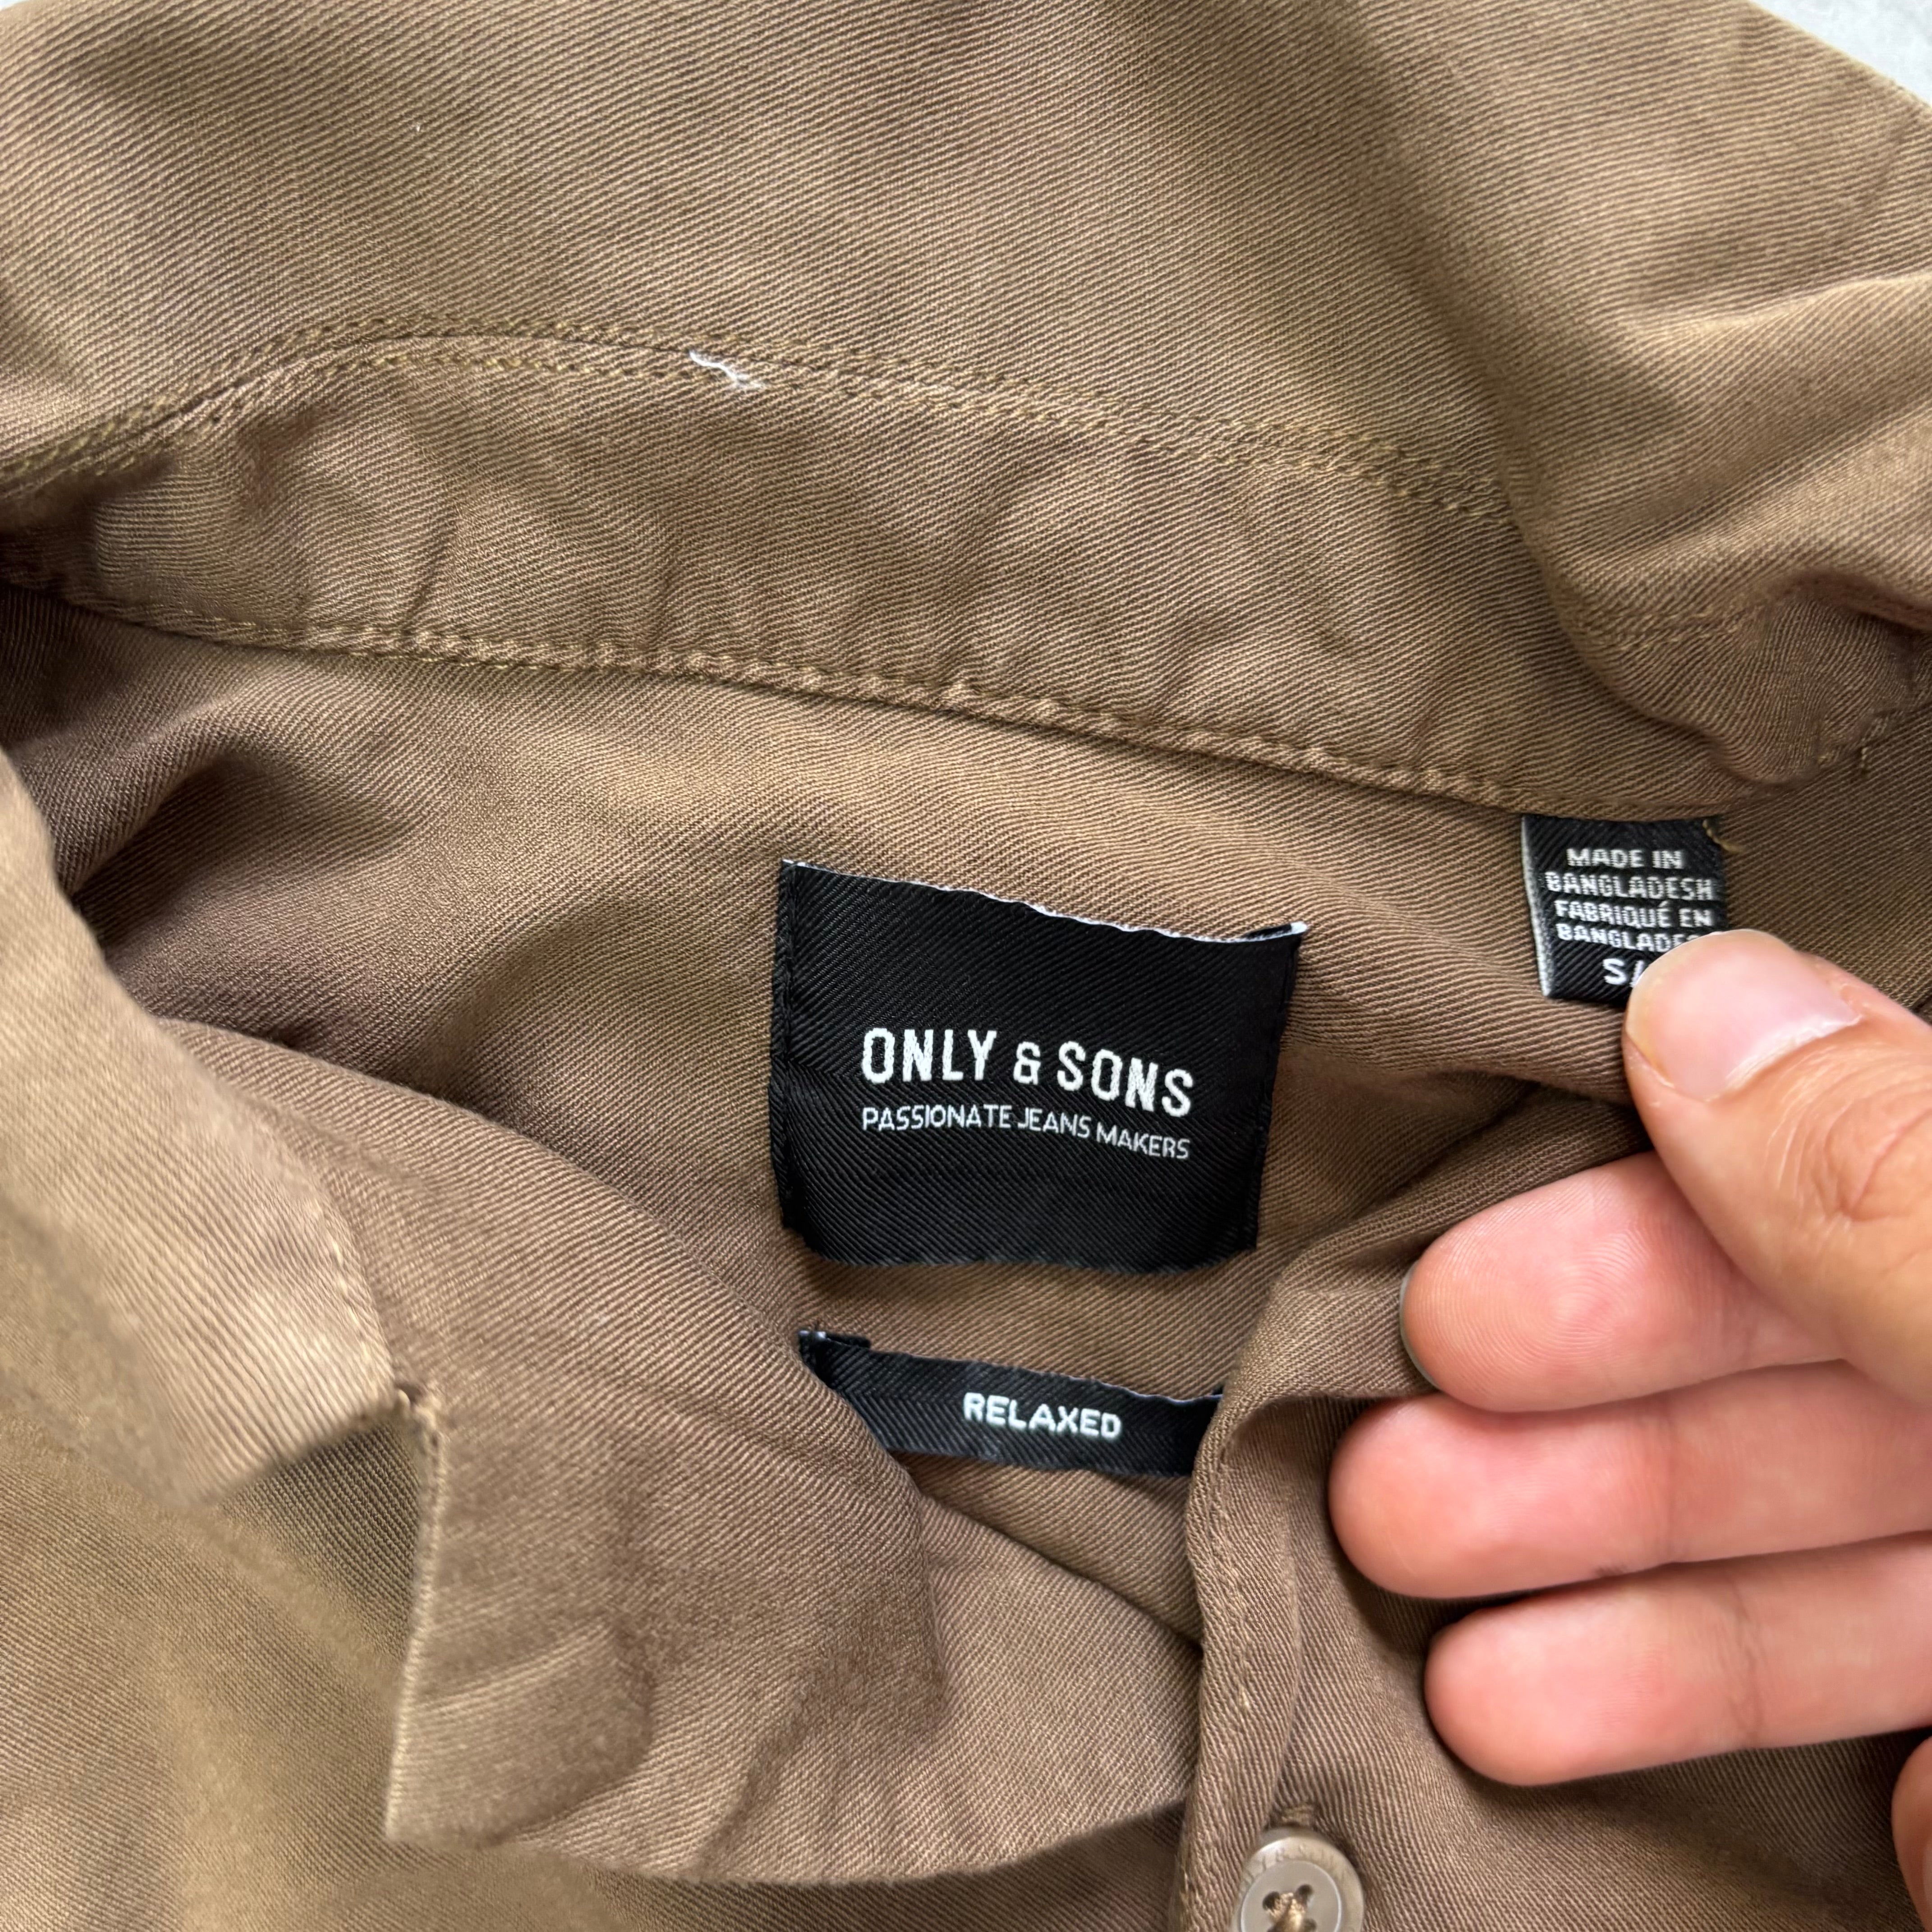 MADE IN
BANGLADESH
FABRIQUÉ EN
S/
ONLY & SONS
PASSIONATE JEANS MAKERS
RELAXED